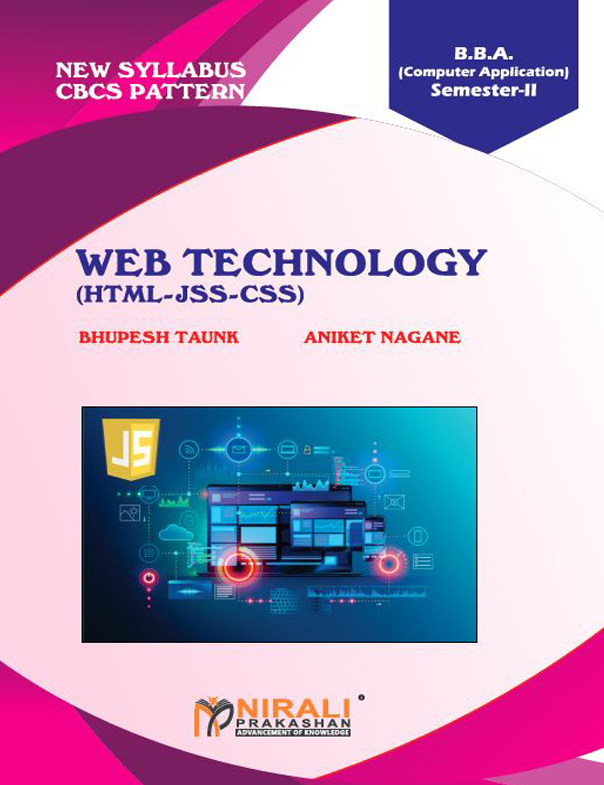 NEW SYLLABUS
CBCS PATTERN
B.B.A.
(Computer Application)
Semester-II
WEB TECHNOLOGY
(HTML-JSS-CSS)
BHUPESH TAUNK ANIKET NAGANE
JS
NIRALI
PRAKASHAN
ADVANCEMENT OF KNOWLEDGE